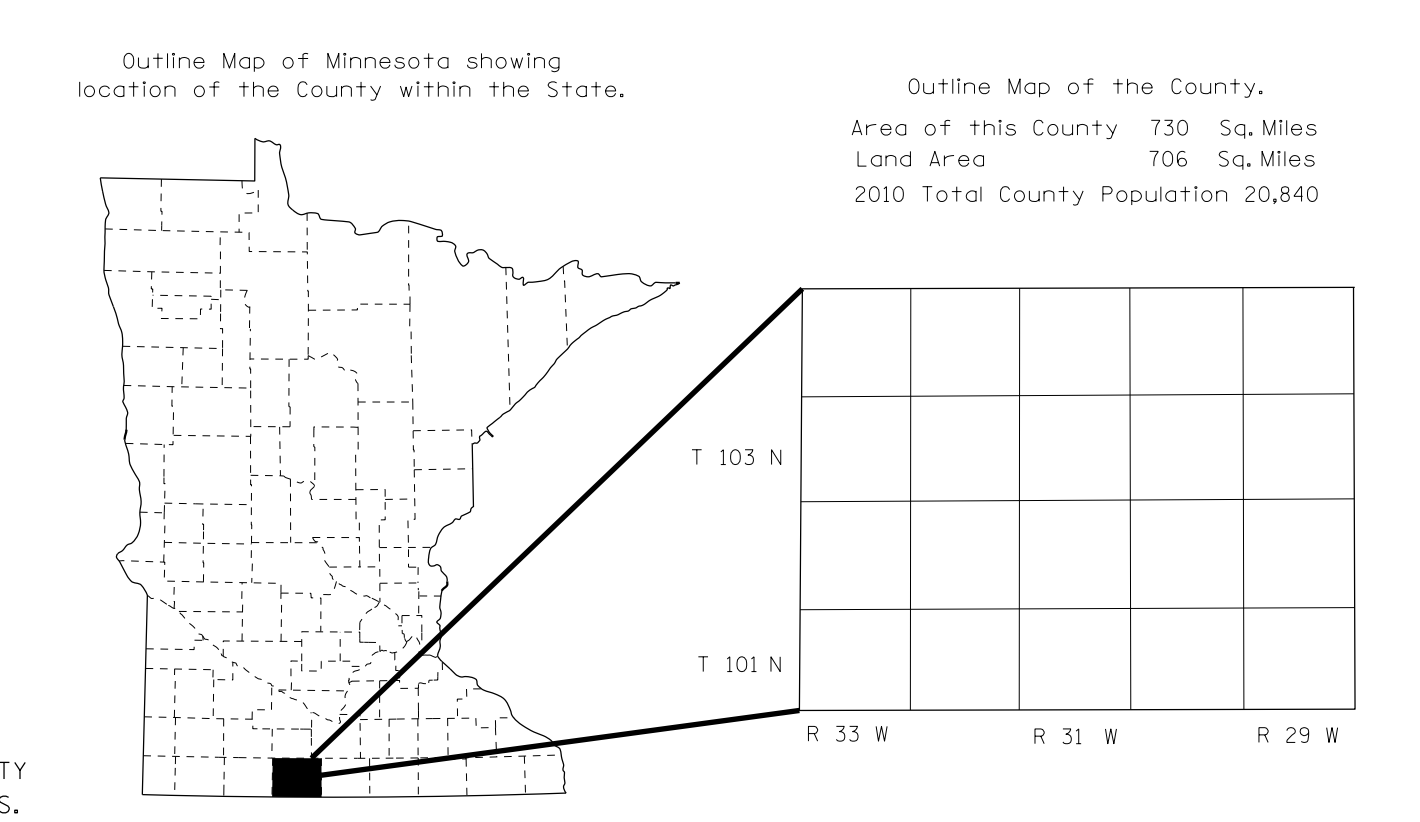 Outline Map of Minnesota showing
location of the County within the State.
Outline Map of the County.
Area of this County 730 Sq. Miles
Land Area 706 Sq. Miles
2010 Total County Population 20,840
T 103 N
T 101 N
R 33 W R 31 W R 29 W
TY
S.